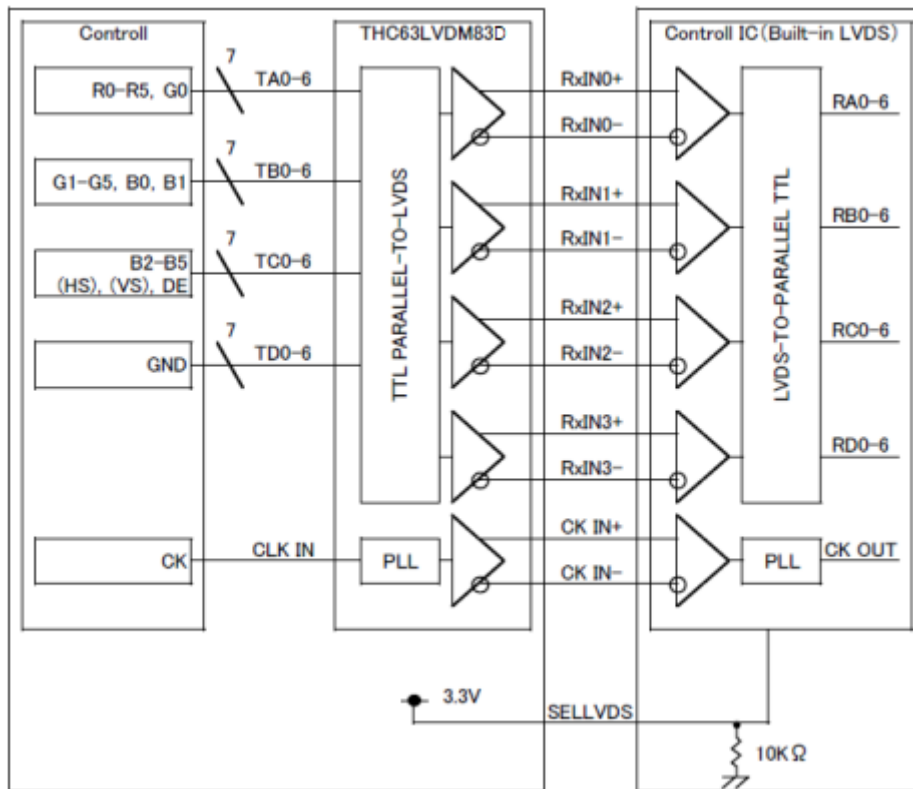 Controll
THC63LVDM83D
Controll IC(Built-in LVDS)
R0-R5, G0
7
TA0-6
RxIN0+
RxIN0-
RA0-6
G1-G5, B0, B1
7
TB0-6
RxIN1+
RxIN1-
RB0-6
B2-B5
(HS), (VS), DE
7
TC0-6
RxIN2+
RxIN2-
RC0-6
GND
7
TD0-6
RxIN3+
RxIN3-
RD0-6
TTL PARALLEL-TO-LVDS
LVDS-TO-PARALLEL TTL
CK
CLK IN
PLL
CK IN+
CK IN-
PLL
CK OUT
3.3V
SELLVDS
10KΩ